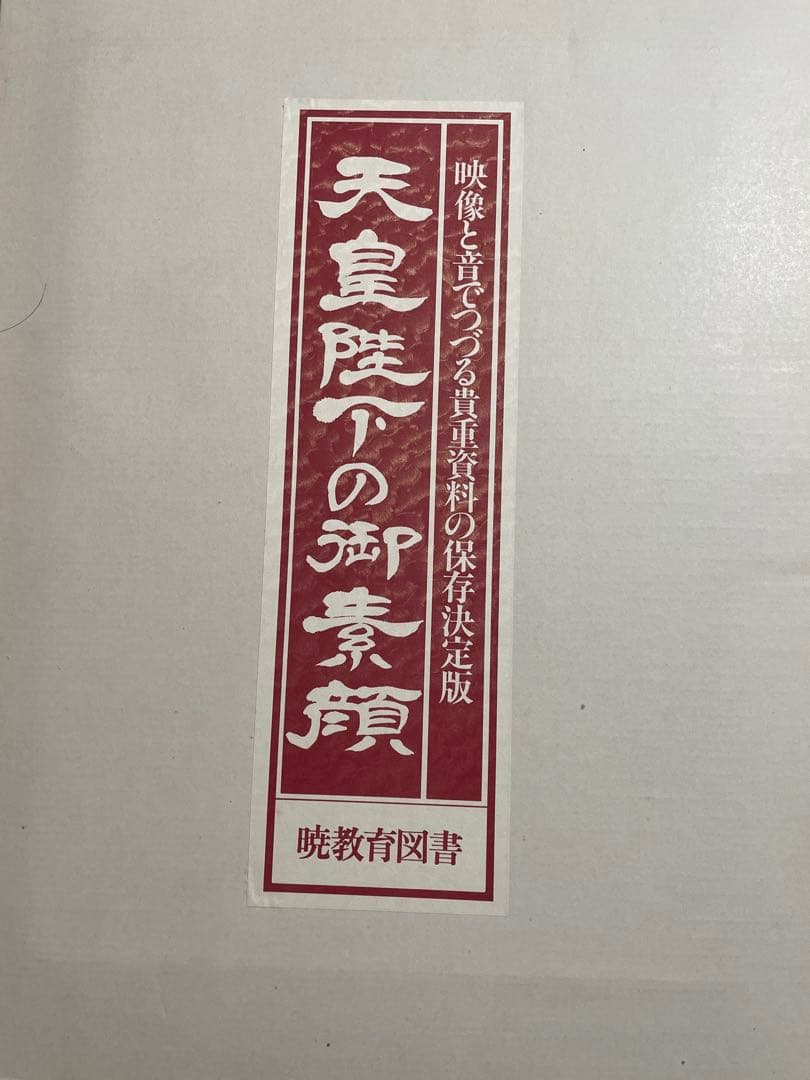 映像と音でつづる貴重資料の保存決定版
天皇陛下の御素顔
暁教育図書